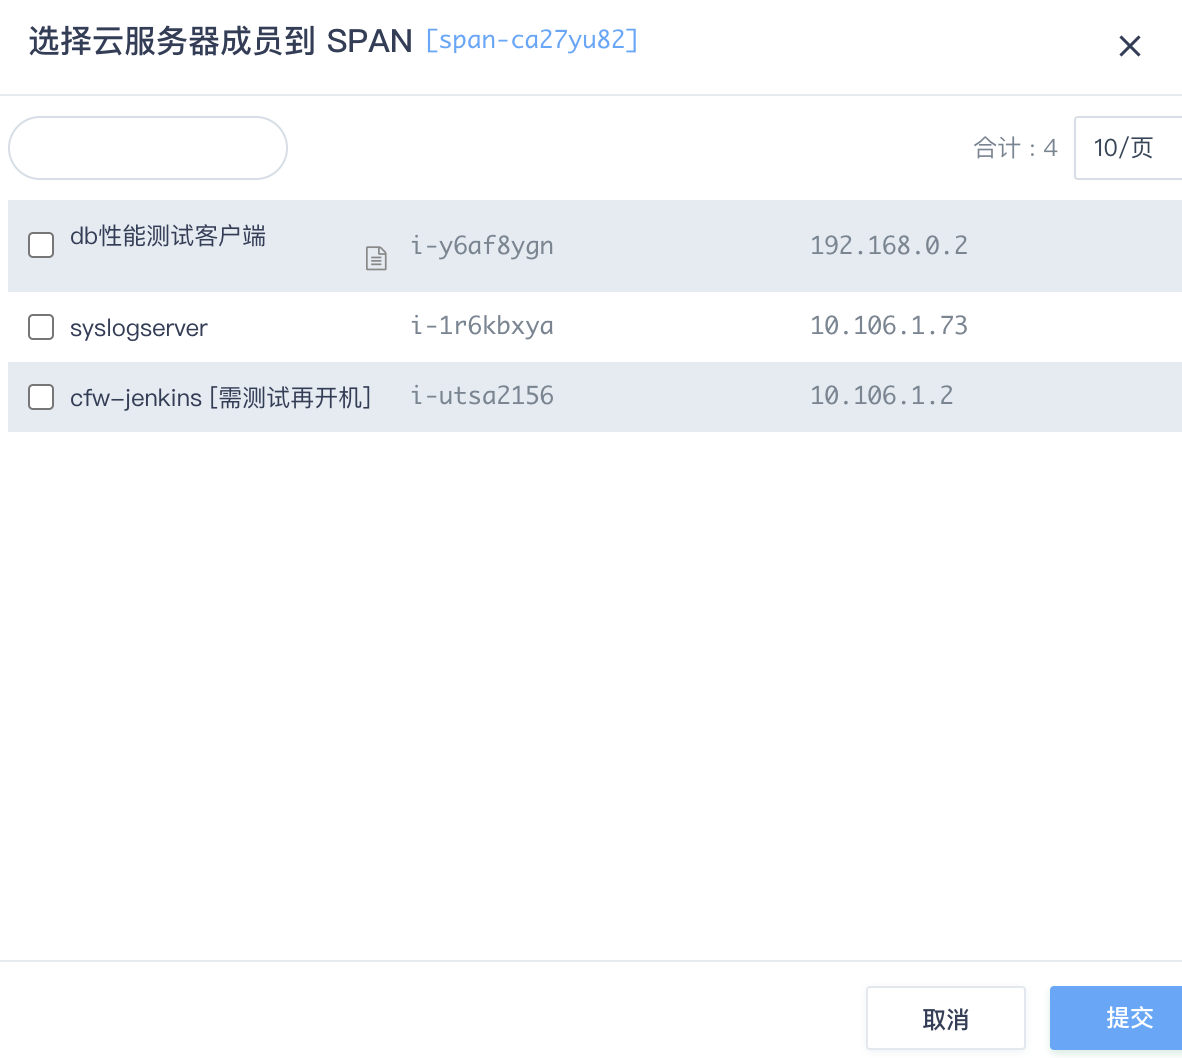 选择云服务器成员到 SPAN [span-ca27yu82]
合计：4 10/页
db性能测试客户端 i-y6af8ygn 192.168.0.2
syslogserver i-1r6kbxya 10.106.1.73
cfw-jenkins [需测试再开机] i-utsa2156 10.106.1.2
取消 提交